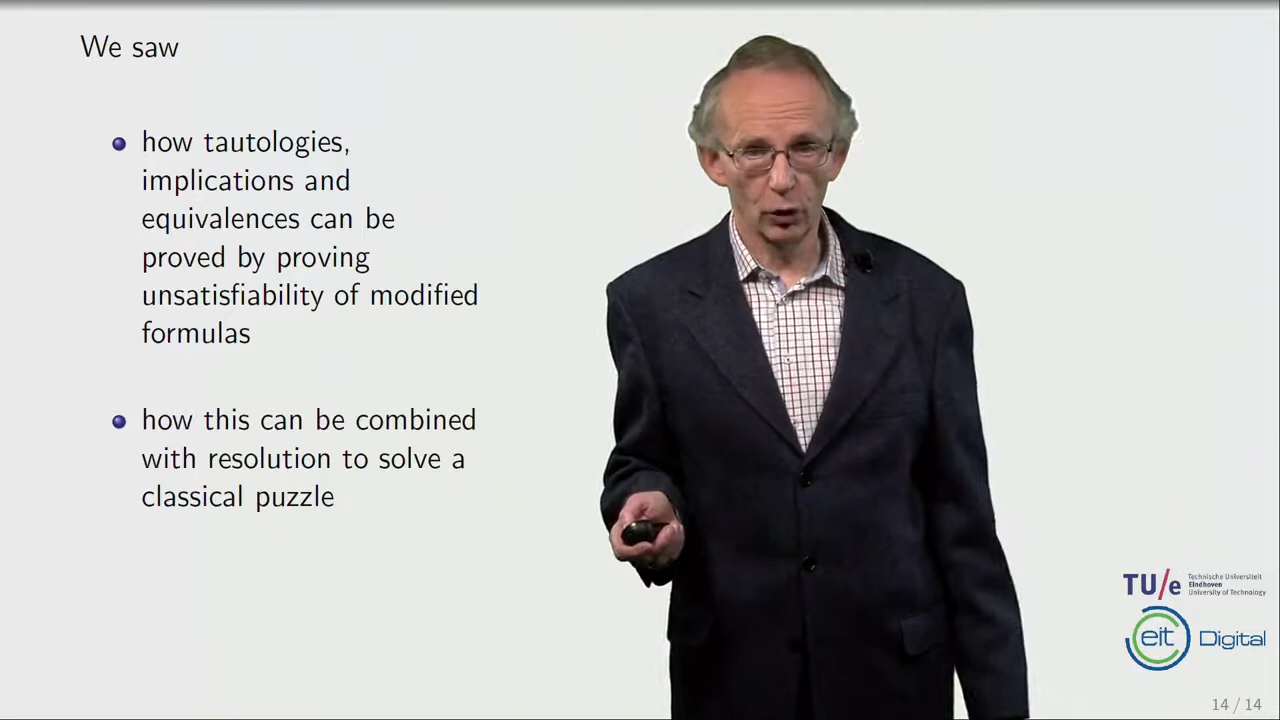 We saw
how tautologies,
implications and
equivalences can be
proved by proving
unsatisfiability of modified
formulas
how this can be combined
with resolution to solve a
classical puzzle
TU/e
Technische Universiteit
Eindhoven
University of Technology
eit Digital
14 / 14